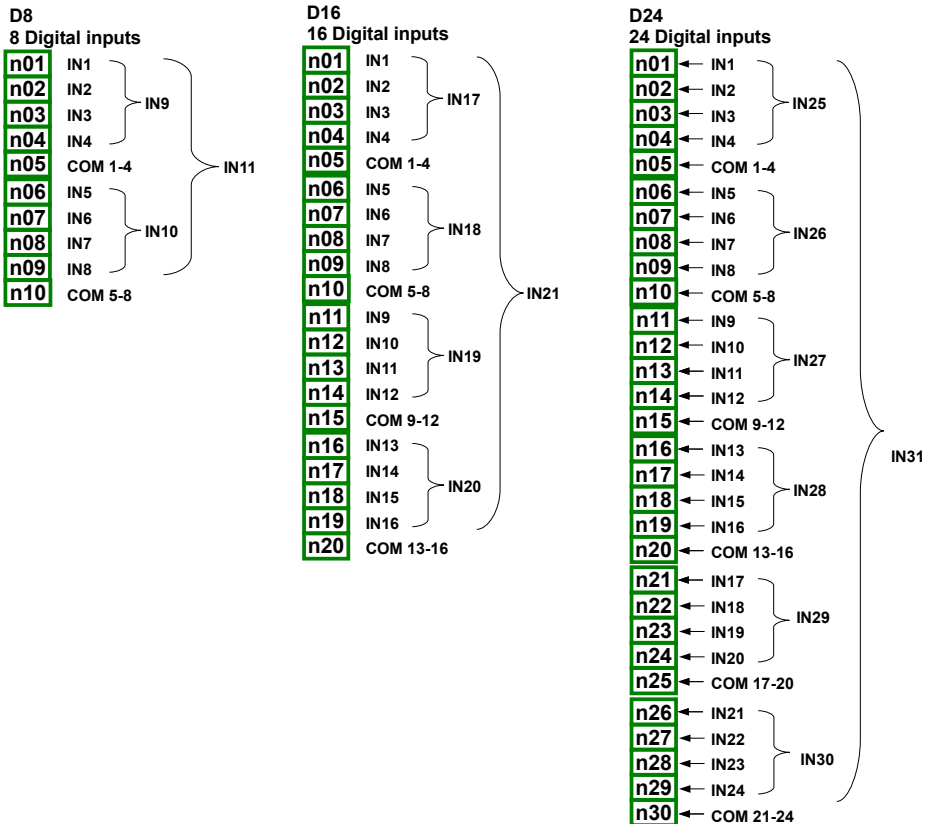 D8
8 Digital inputs
n01 IN1
n02 IN2
IN9
n03 IN3
n04 IN4
n05 COM 1-4
IN11
n06 IN5
n07 IN6
IN10
n08 IN7
n09 IN8
n10 COM 5-8
D16
16 Digital inputs
n01 IN1
n02 IN2
IN17
n03 IN3
n04 IN4
n05 COM 1-4
n06 IN5
n07 IN6
IN18
n08 IN7
n09 IN8
n10 COM 5-8
IN21
n11 IN9
n12 IN10
IN19
n13 IN11
n14 IN12
n15 COM 9-12
n16 IN13
n17 IN14
IN20
n18 IN15
n19 IN16
n20 COM 13-16
D24
24 Digital inputs
n01 IN1
n02 IN2
IN25
n03 IN3
n04 IN4
n05 COM 1-4
n06 IN5
n07 IN6
IN26
n08 IN7
n09 IN8
n10 COM 5-8
n11 IN9
n12 IN10
IN27
n13 IN11
n14 IN12
n15 COM 9-12
IN31
n16 IN13
n17 IN14
IN28
n18 IN15
n19 IN16
n20 COM 13-16
n21 IN17
n22 IN18
IN29
n23 IN19
n24 IN20
n25 COM 17-20
n26 IN21
n27 IN22
IN30
n28 IN23
n29 IN24
n30 COM 21-24